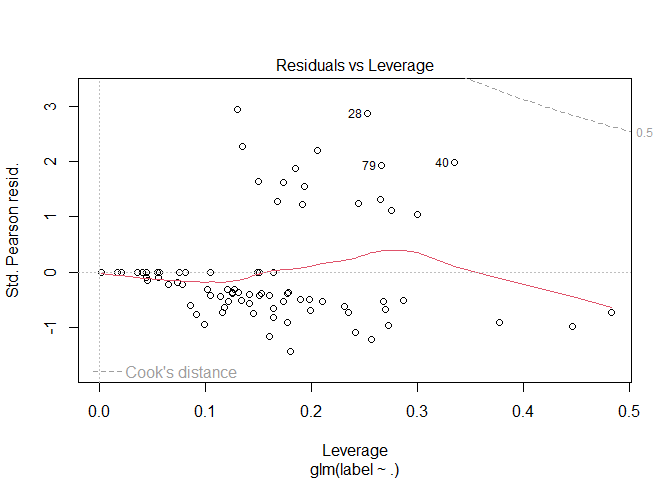 Residuals vs Leverage
Std. Pearson resid.
3
2
1
0
-1
28
79
40
0.5
Cook's distance
0.0 0.1 0.2 0.3 0.4 0.5
Leverage
glm(label ~ .)